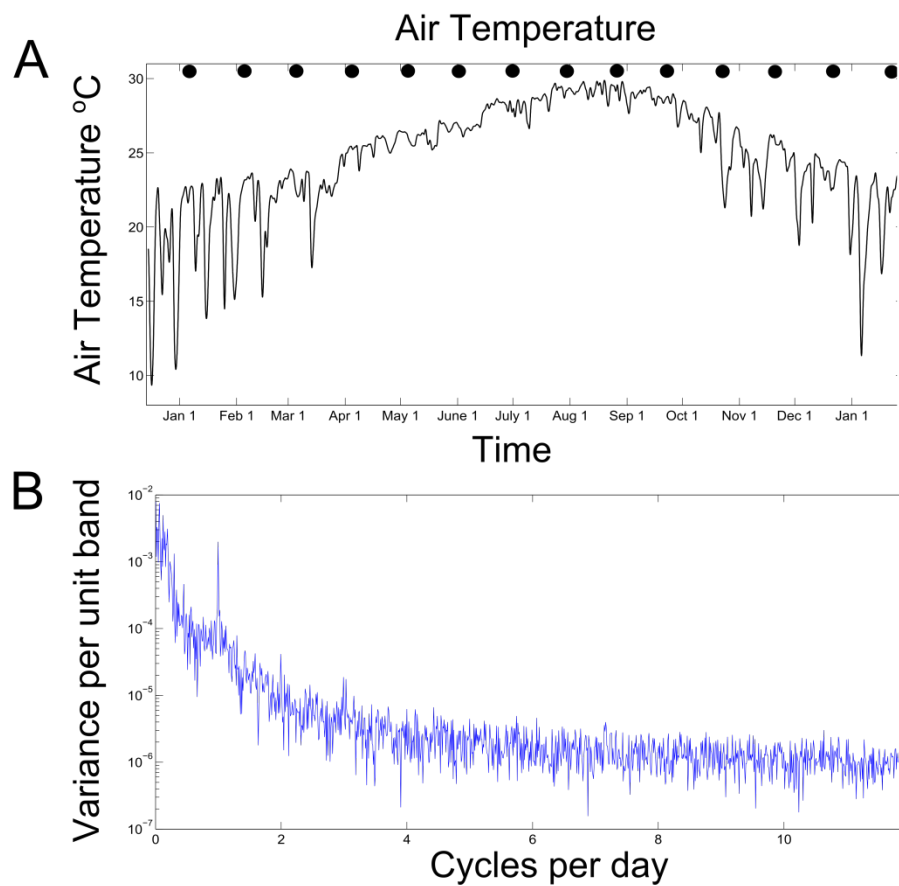 Air Temperature
A
Air Temperature °C
30
25
20
15
10
Jan 1 Feb 1 Mar 1 Apr 1 May 1 June 1 July 1 Aug 1 Sep 1 Oct 1 Nov 1 Dec 1 Jan 1
Time
B
Variance per unit band
10⁻²
10⁻³
10⁻⁴
10⁻⁵
10⁻⁶
10⁻⁷
0 2 4 6 8 10
Cycles per day